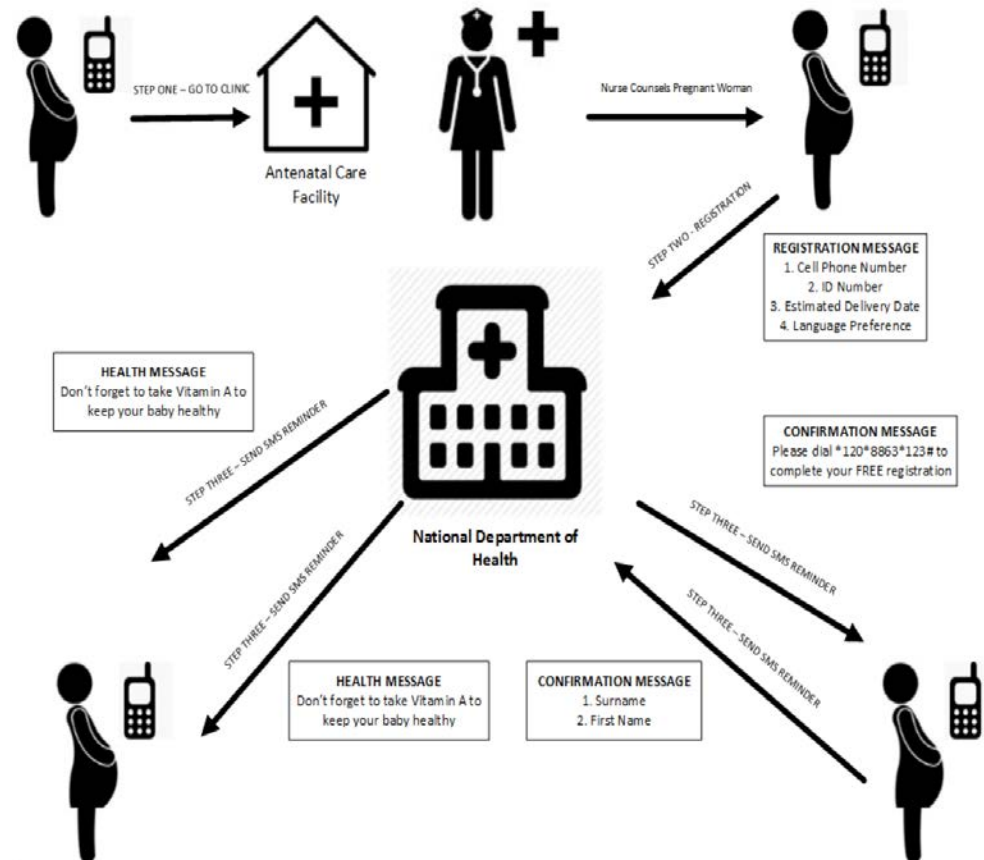 STEP ONE – GO TO CLINIC
Antenatal Care
Facility
Nurse Counsels Pregnant Woman
STEP TWO - REGISTRATION
REGISTRATION MESSAGE
1. Cell Phone Number
2. ID Number
3. Estimated Delivery Date
4. Language Preference
HEALTH MESSAGE
Don't forget to take Vitamin A to
keep your baby healthy
STEP THREE – SEND SMS REMINDER
CONFIRMATION MESSAGE
Please dial *120*8863*123# to
complete your FREE registration
National Department of
Health
STEP THREE – SEND SMS REMINDER
STEP THREE – SEND SMS REMINDER
STEP THREE – SEND SMS REMINDER
HEALTH MESSAGE
Don't forget to take Vitamin A to
keep your baby healthy
CONFIRMATION MESSAGE
1. Surname
2. First Name